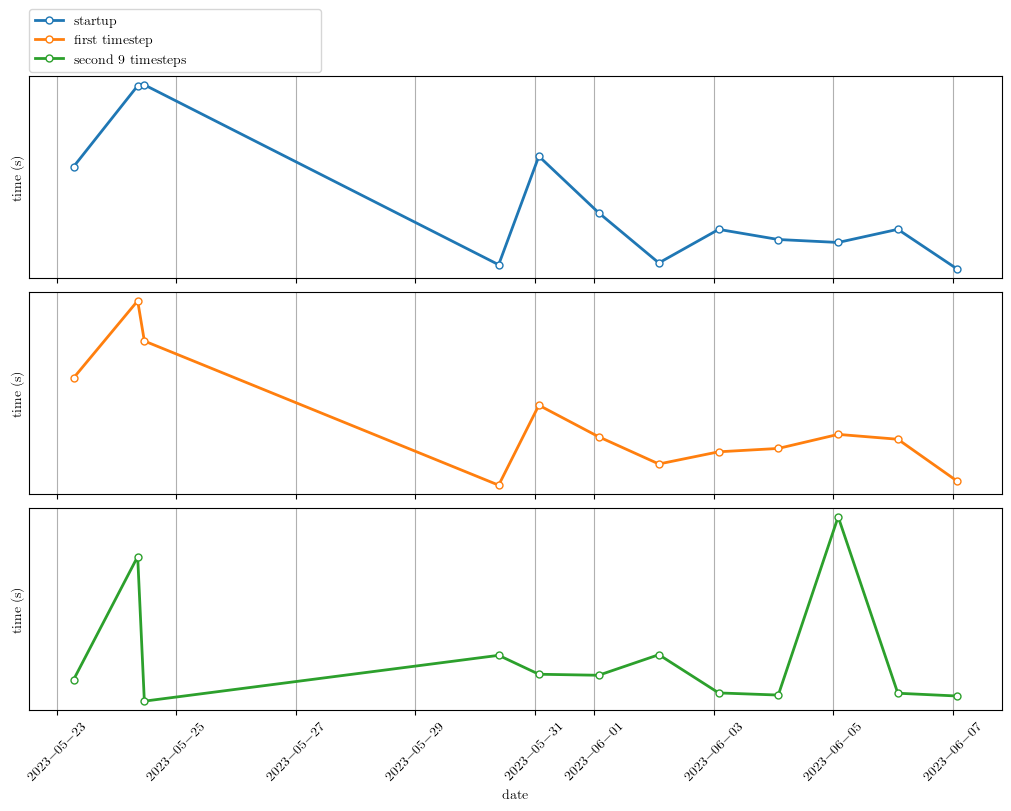 startup
first timestep
second 9 timesteps
time (s)
time (s)
time (s)
2023−05−23
2023−05−25
2023−05−27
2023−05−29
2023−05−31
2023−06−01
2023−06−03
2023−06−05
2023−06−07
date